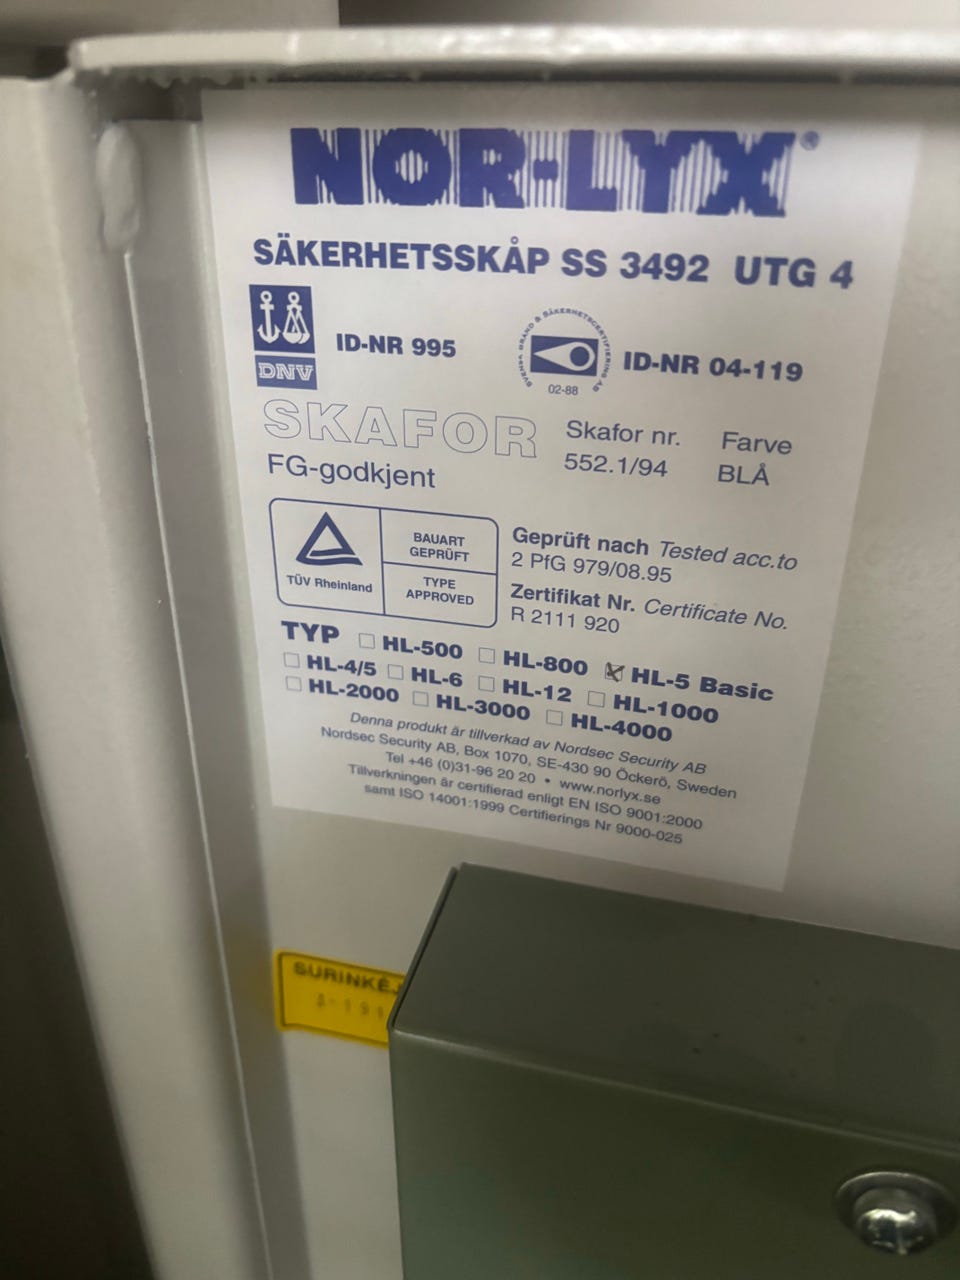 NOR-LYX®
SÄKERHETSSKÅP SS 3492 UTG 4
DNV
ID-NR 995
SVENSK BRAND & SÄKERHETSCERTIFIERING AB
02-88
ID-NR 04-119
SKAFOR
FG-godkjent
Skafor nr. Farve
552.1/94 BLÅ
TÜV Rheinland
BAUART
GEPRÜFT
TYPE
APPROVED
Geprüft nach Tested acc.to
2 PfG 979/08.95
Zertifikat Nr. Certificate No.
R 2111 920
TYP HL-500 HL-800 HL-5 Basic
HL-4/5 HL-6 HL-12 HL-1000
HL-2000 HL-3000 HL-4000
Denna produkt är tillverkad av Nordsec Security AB
Nordsec Security AB, Box 1070, SE-430 90 Öckerö, Sweden
Tel +46 (0)31-96 20 20 • www.norlyx.se
Tillverkningen är certifierad enligt EN ISO 9001:2000
samt ISO 14001:1999 Certifierings Nr 9000-025
SURINKĖJ